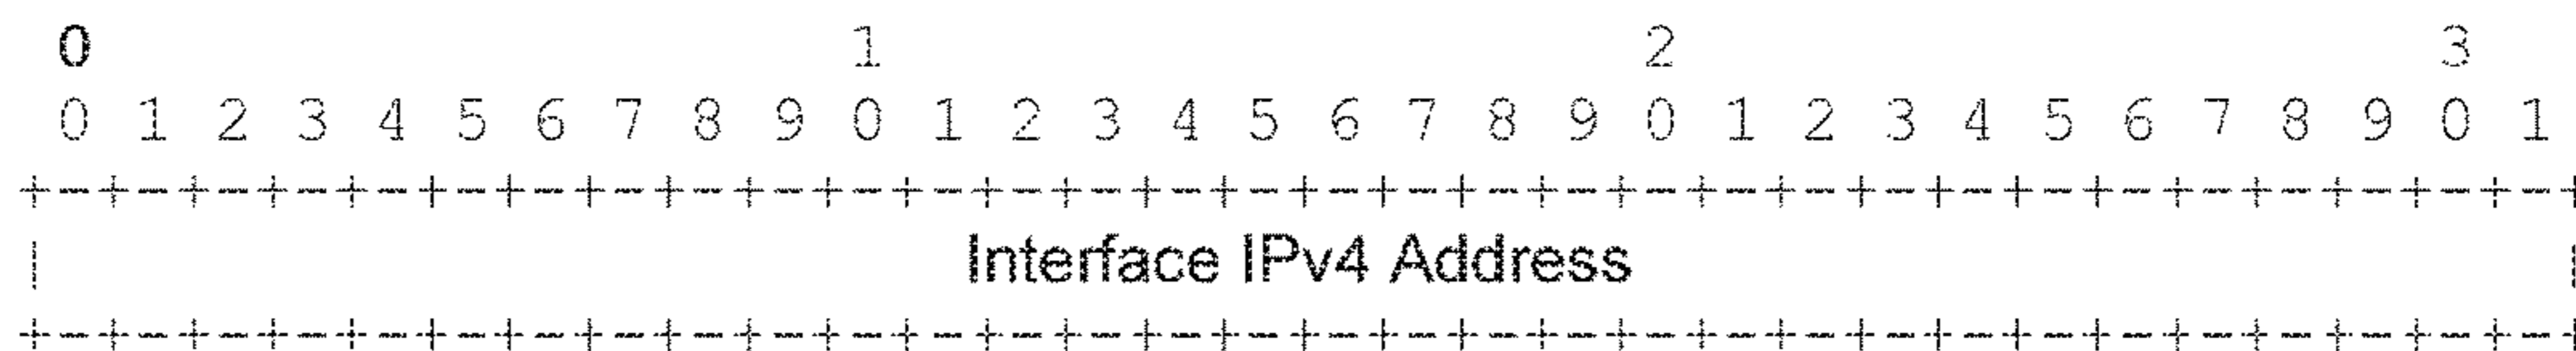 0 1 2 3
0 1 2 3 4 5 6 7 8 9 0 1 2 3 4 5 6 7 8 9 0 1 2 3 4 5 6 7 8 9 0 1
+-+-+-+-+-+-+-+-+-+-+-+-+-+-+-+-+-+-+-+-+-+-+-+-+-+-+-+-+-+-+-+-+
| Interface IPv4 Address |
+-+-+-+-+-+-+-+-+-+-+-+-+-+-+-+-+-+-+-+-+-+-+-+-+-+-+-+-+-+-+-+-+